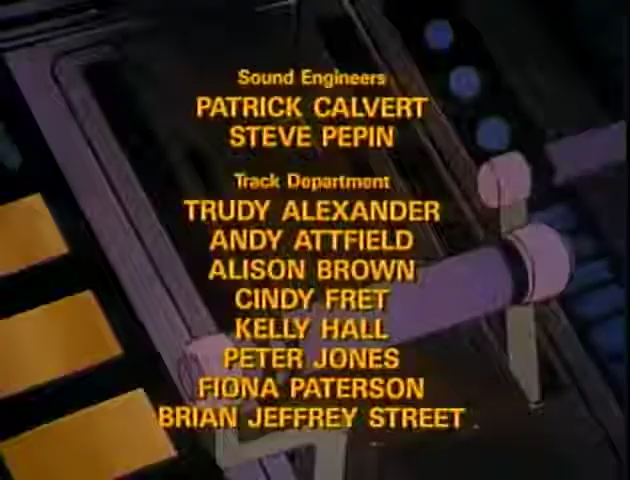 Sound Engineers
PATRICK CALVERT
STEVE PEPIN
Track Department
TRUDY ALEXANDER
ANDY ATTFIELD
ALISON BROWN
CINDY FRET
KELLY HALL
PETER JONES
FIONA PATERSON
BRIAN JEFFREY STREET